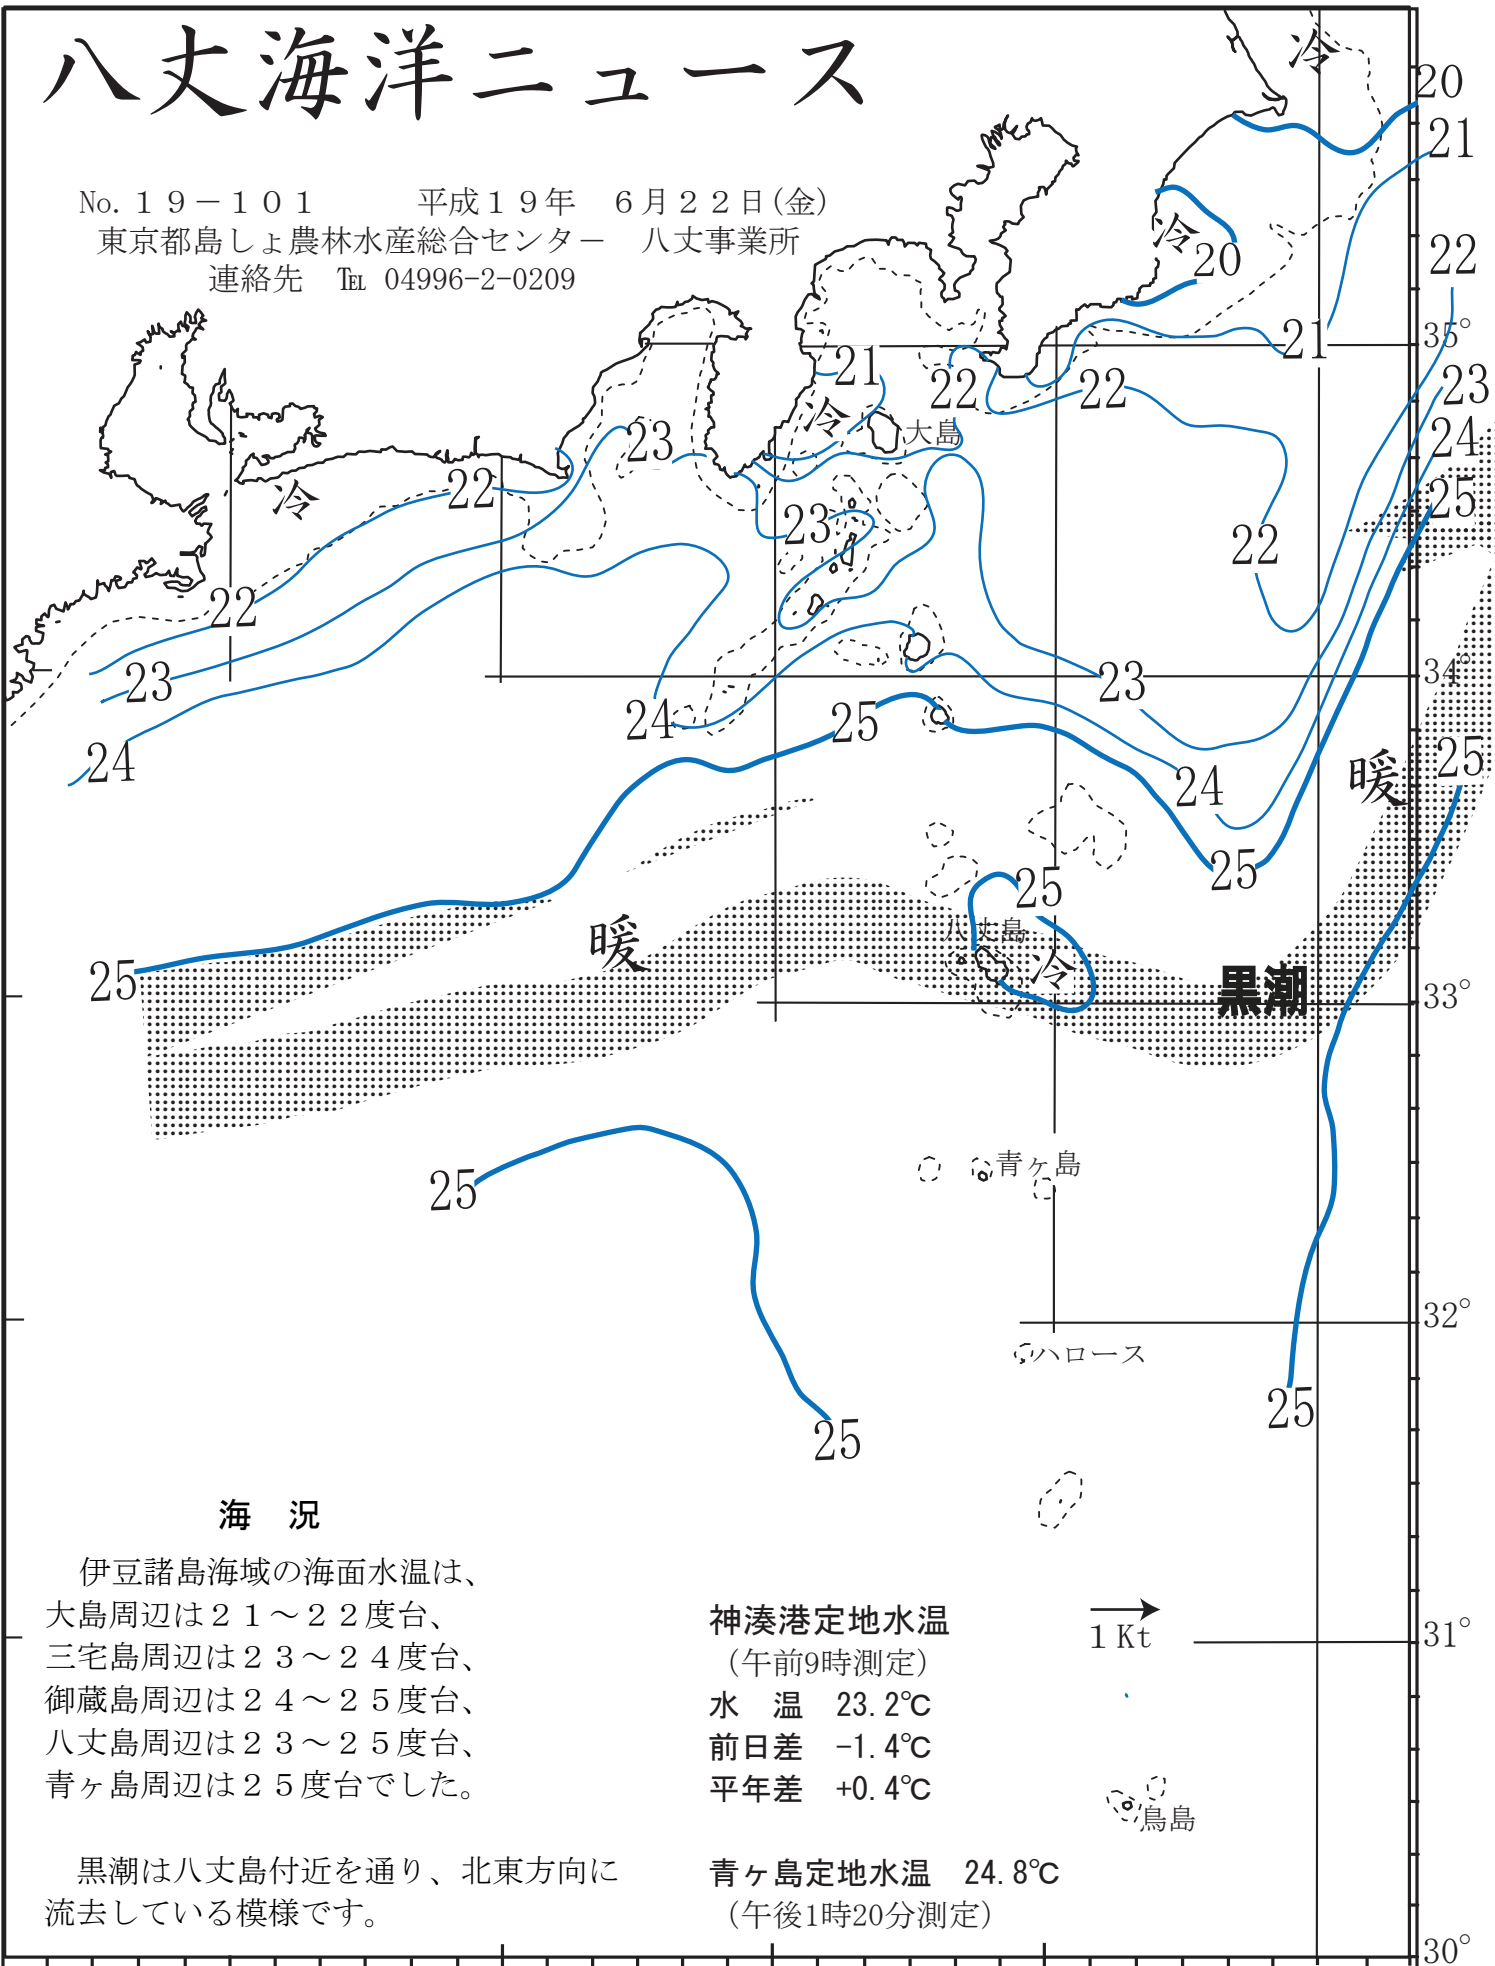 八丈海洋ニュース
No.１９－１０１　　平成１９年　６月２２日(金)
東京都島しょ農林水産総合センター　八丈事業所
連絡先　℡ 04996-2-0209
冷
20
21
冷
20
22
21
35°
21
22
22
23
冷
大島
23
24
22
冷
25
23
22
22
23
34°
23
24
25
24
24
25
暖
25
25
25
暖
八丈島
冷
25
黒潮
33°
25
青ヶ島
32°
ハロース
25
25
31°
鳥島
30°
海　況
伊豆諸島海域の海面水温は、
大島周辺は２１～２２度台、
三宅島周辺は２３～２４度台、
御蔵島周辺は２４～２５度台、
八丈島周辺は２３～２５度台、
青ヶ島周辺は２５度台でした。
黒潮は八丈島付近を通り、北東方向に
流去している模様です。
神湊港定地水温
（午前9時測定）
水　温　23.2℃
前日差　-1.4℃
平年差　+0.4℃
青ヶ島定地水温　24.8℃
（午後1時20分測定）
1 Kt